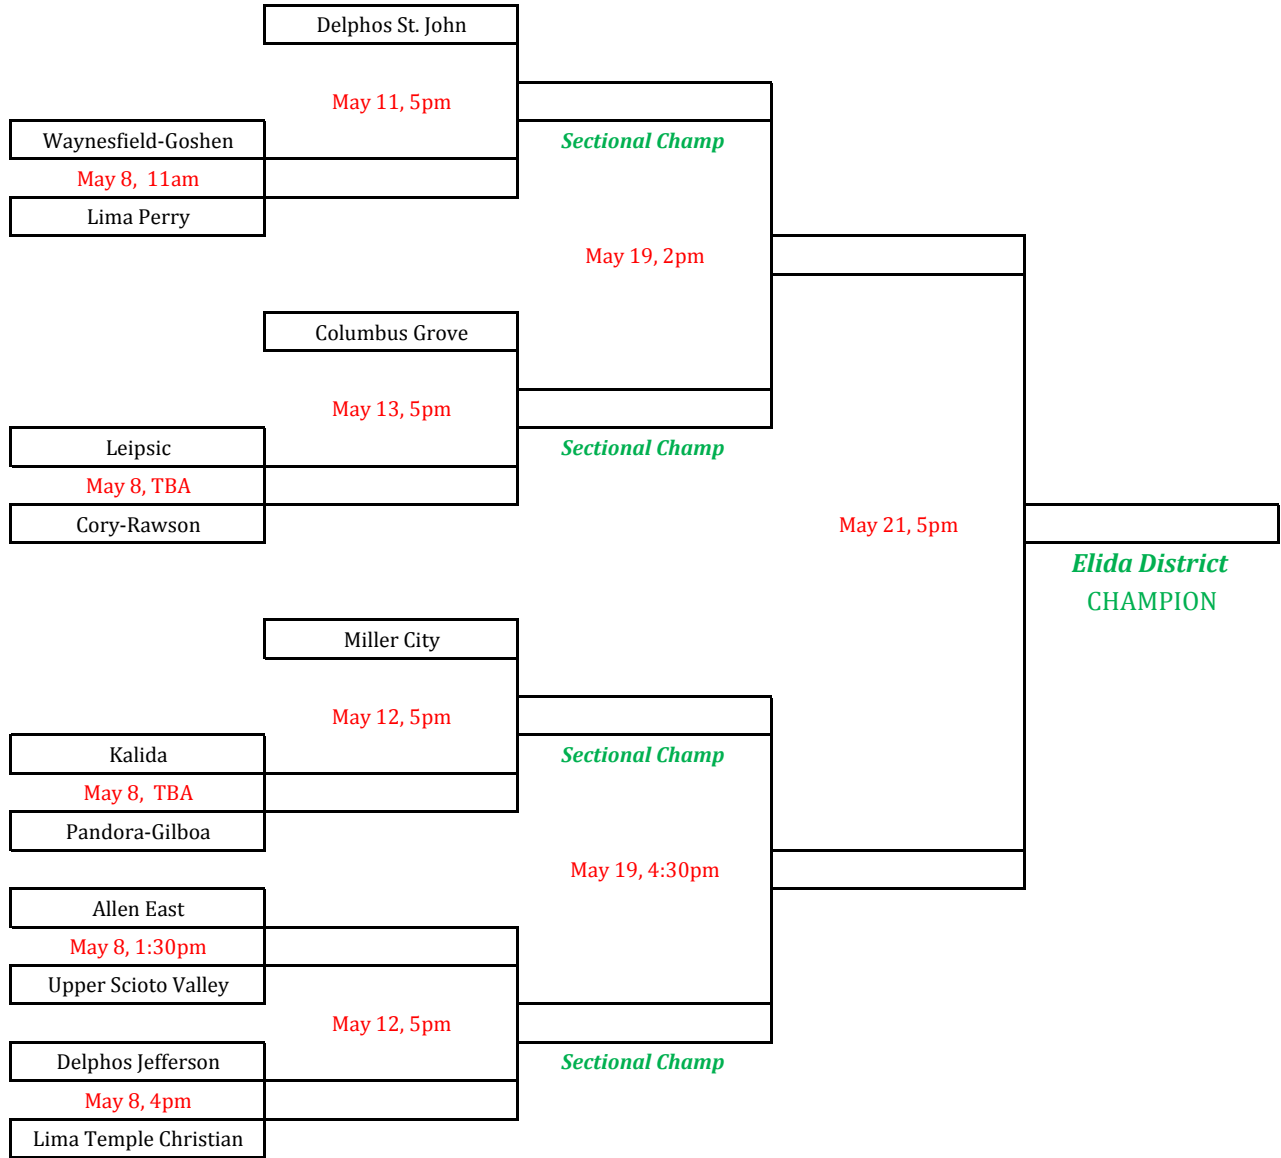 Delphos St. John
May 11, 5pm
Waynesfield-Goshen
Sectional Champ
May 8,  11am
Lima Perry
May 19, 2pm
Columbus Grove
May 13, 5pm
Leipsic
Sectional Champ
May 8, TBA
Cory-Rawson
May 21, 5pm
Elida District
CHAMPION
Miller City
May 12, 5pm
Kalida
Sectional Champ
May 8,  TBA
Pandora-Gilboa
May 19, 4:30pm
Allen East
May 8, 1:30pm
Upper Scioto Valley
May 12, 5pm
Delphos Jefferson
Sectional Champ
May 8, 4pm
Lima Temple Christian